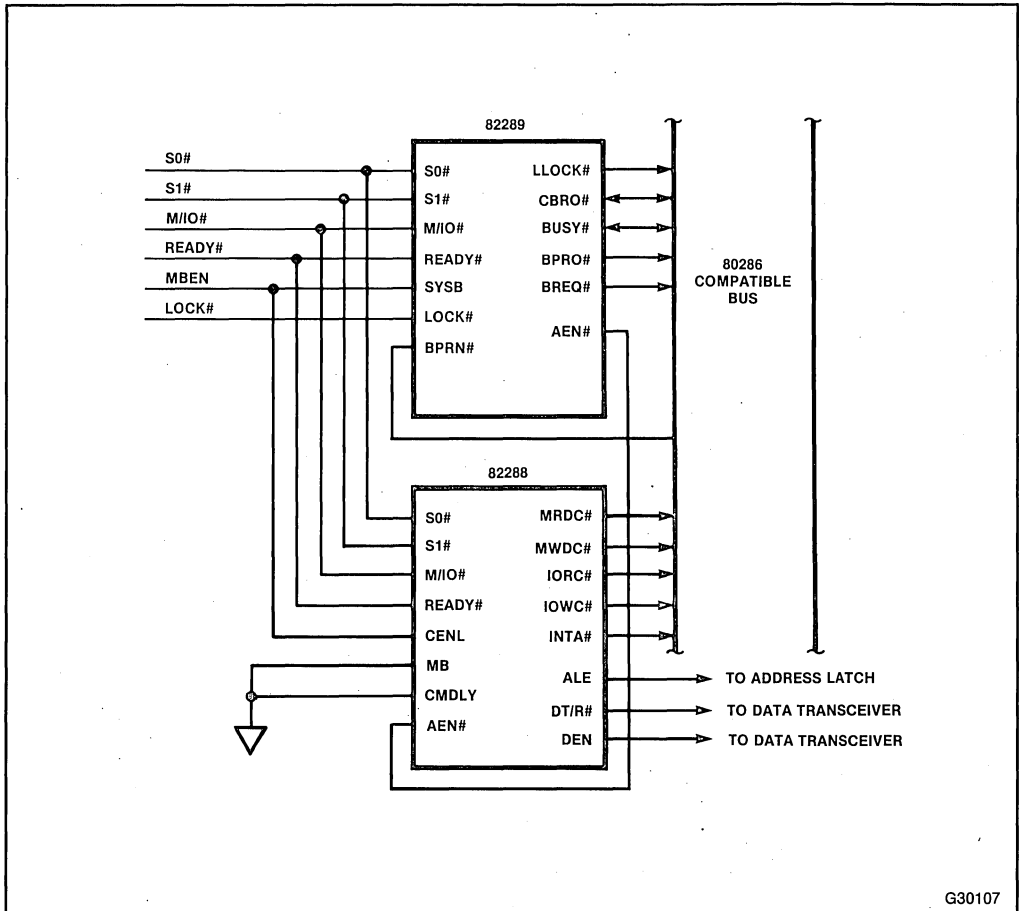 82289
S0#
S1#
M/IO#
READY#
MBEN
LOCK#
S0#
S1#
M/IO#
READY#
SYSB
LOCK#
BPRN#
LLOCK#
CBRO#
BUSY#
BPRO#
BREQ#
AEN#
80286
COMPATIBLE
BUS
82288
S0#
S1#
M/IO#
READY#
CENL
MB
CMDLY
AEN#
MRDC#
MWDC#
IORC#
IOWC#
INTA#
ALE
DT/R#
DEN
TO ADDRESS LATCH
TO DATA TRANSCEIVER
TO DATA TRANSCEIVER
G30107